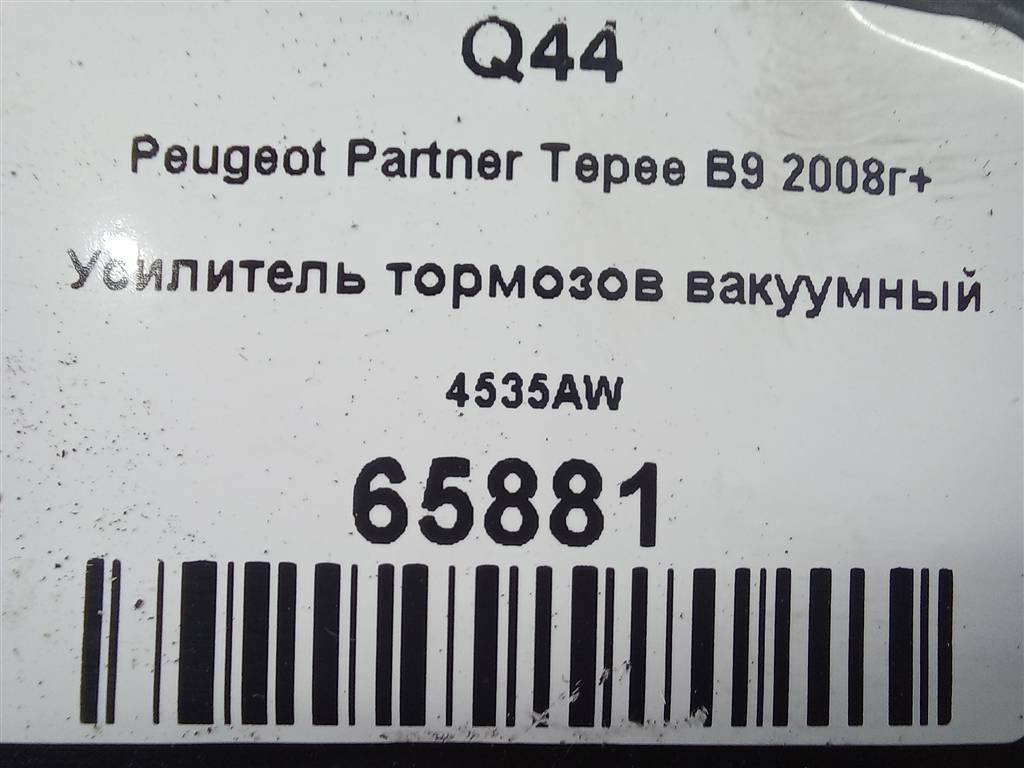 Q44
Peugeot Partner Tepee B9 2008г+
Усилитель тормозов вакуумный
4535AW
65881